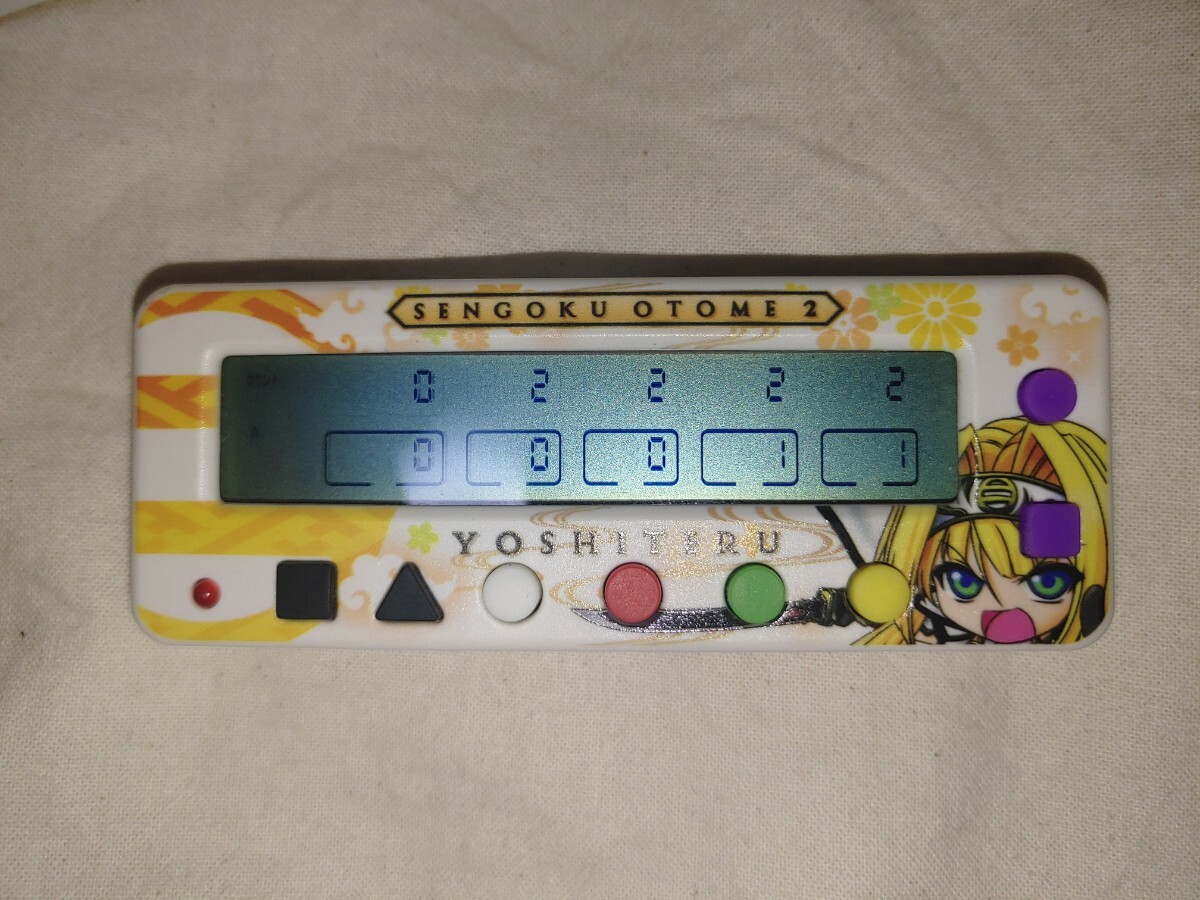 SENGOKU OTOME 2
0 2 2 2 2
0 0 0 1 1
YOSHITERU